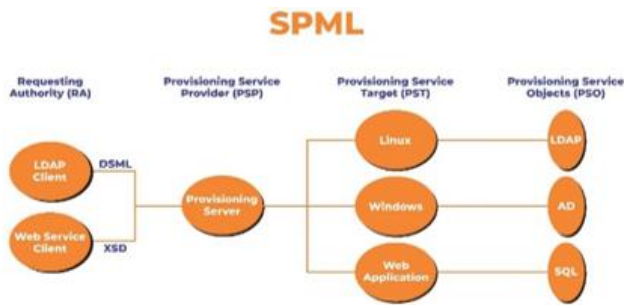 SPML
Requesting
Authority (RA)
Provisioning Service
Provider (PSP)
Provisioning Service
Target (PST)
Provisioning Service
Objects (PSO)
LDAP
Client
DSML
Web Service
Client
XSD
Provisioning
Server
Linux
LDAP
Windows
AD
Web
Application
SQL